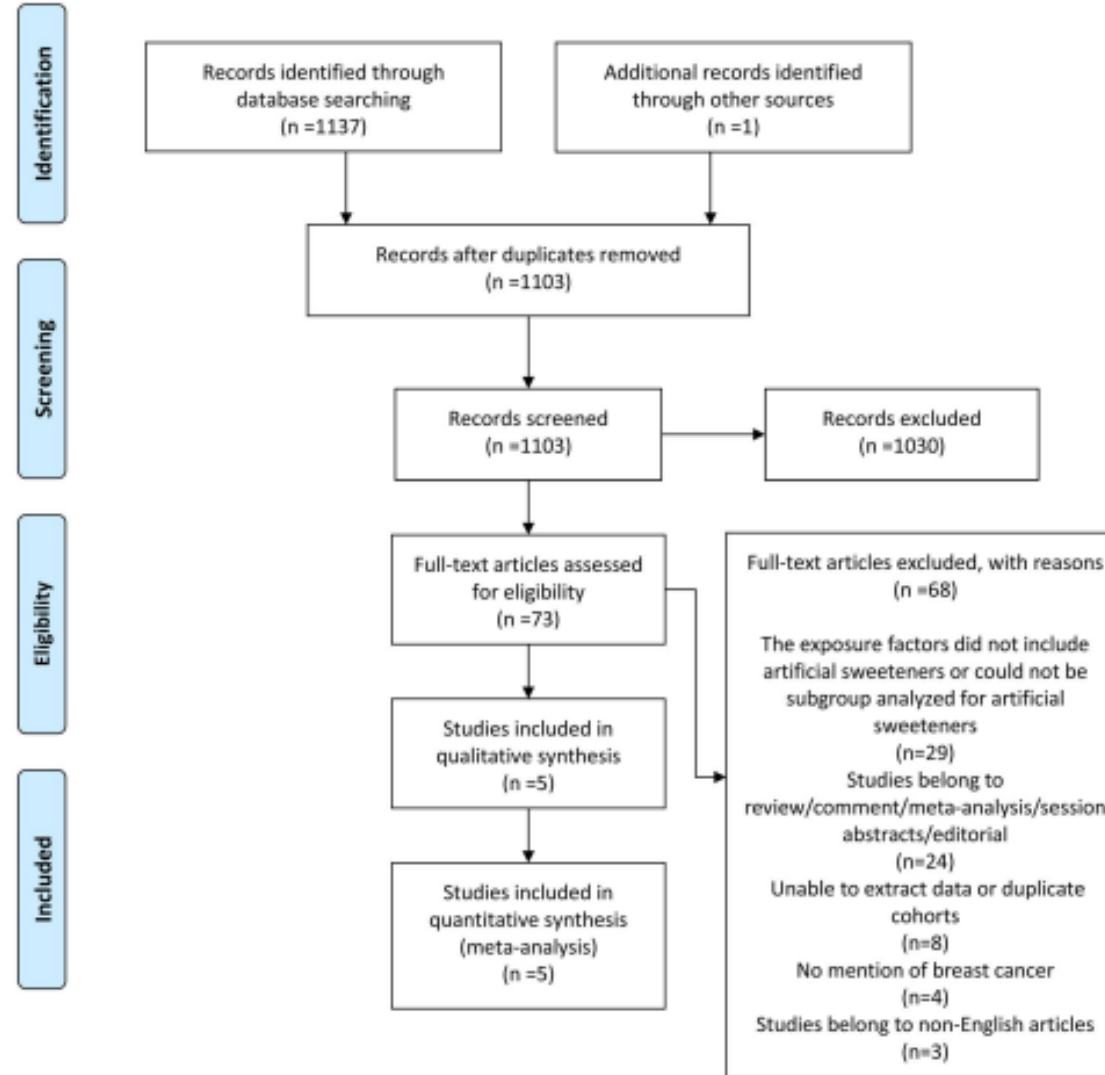 Identification
Records identified through
database searching
(n =1137)
Additional records identified
through other sources
(n =1)
Records after duplicates removed
(n =1103)
Screening
Records screened
(n =1103)
Records excluded
(n =1030)
Eligibility
Full-text articles assessed
for eligibility
(n =73)
Full-text articles excluded, with reasons
(n =68)
The exposure factors did not include
artificial sweeteners or could not be
subgroup analyzed for artificial
sweeteners
(n=29)
Studies belong to
review/comment/meta-analysis/session
abstracts/editorial
(n=24)
Unable to extract data or duplicate
cohorts
(n=8)
No mention of breast cancer
(n=4)
Studies belong to non-English articles
(n=3)
Studies included in
qualitative synthesis
(n =5)
Included
Studies included in
quantitative synthesis
(meta-analysis)
(n =5)